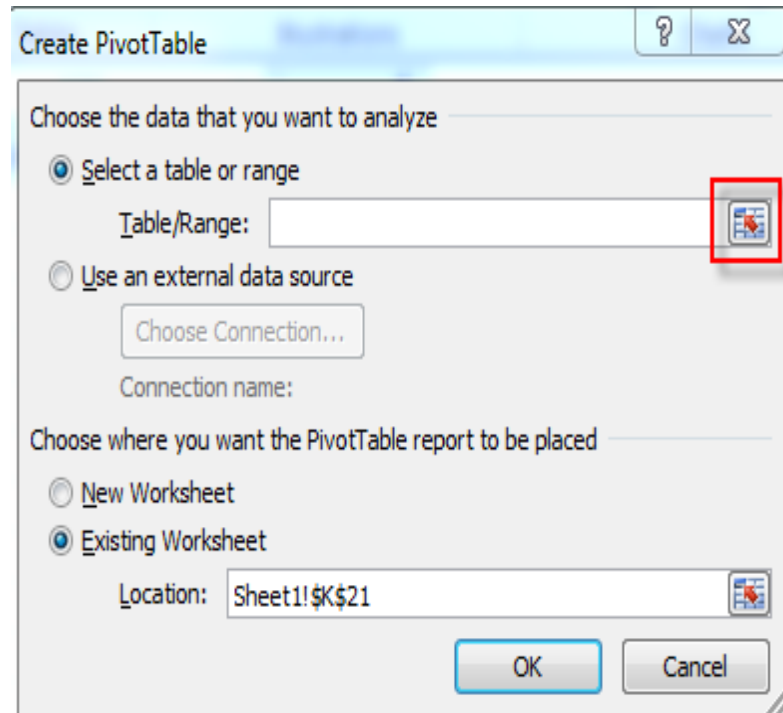 Create PivotTable
Choose the data that you want to analyze
Select a table or range
Table/Range:
Use an external data source
Choose Connection...
Connection name:
Choose where you want the PivotTable report to be placed
New Worksheet
Existing Worksheet
Location: Sheet1!$K$21
OK Cancel